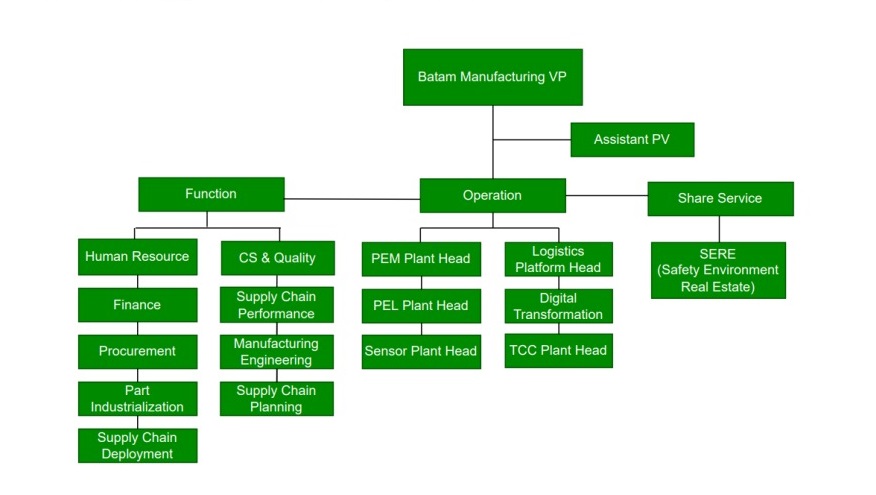 Batam Manufacturing VP
Assistant PV
Function
Operation
Share Service
Human Resource
Finance
Procurement
Part
Industrialization
Supply Chain
Deployment
CS & Quality
Supply Chain
Performance
Manufacturing
Engineering
Supply Chain
Planning
PEM Plant Head
PEL Plant Head
Sensor Plant Head
Logistics
Platform Head
Digital
Transformation
TCC Plant Head
SERE
(Safety Environment
Real Estate)